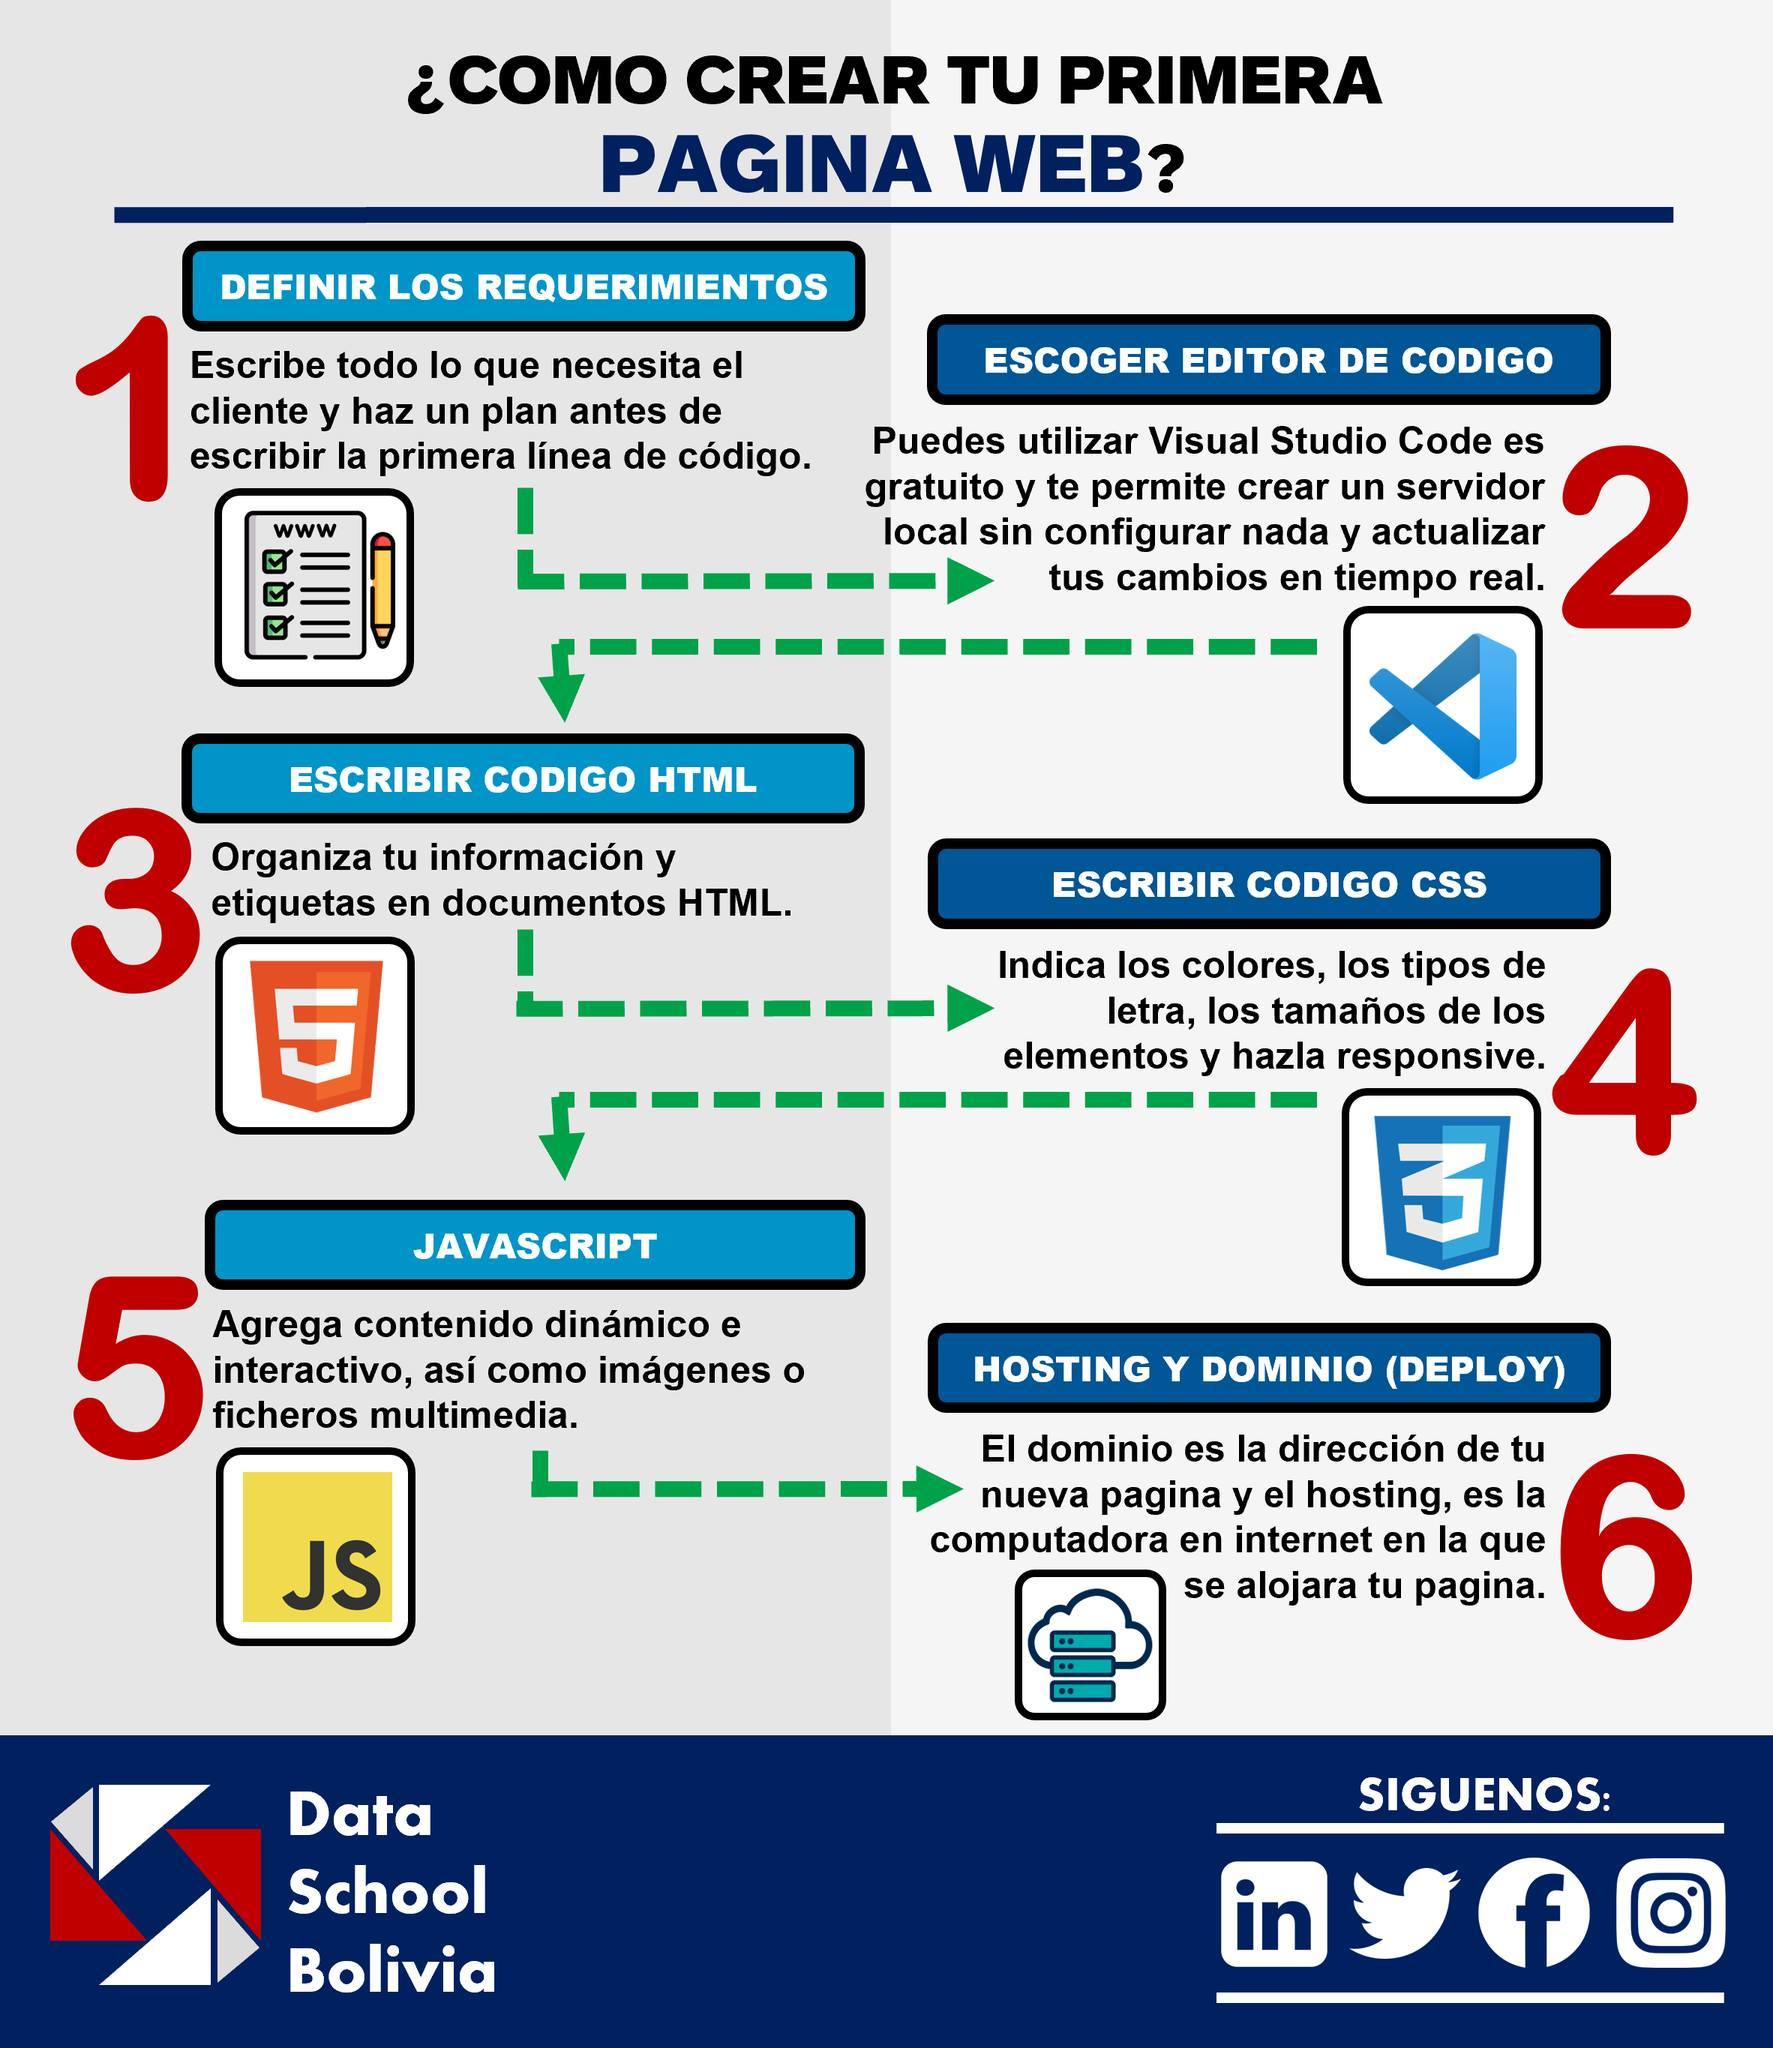 ¿COMO CREAR TU PRIMERA
PAGINA WEB?
DEFINIR LOS REQUERIMIENTOS
1
Escribe todo lo que necesita el
cliente y haz un plan antes de
escribir la primera línea de código.
WWW
ESCOGER EDITOR DE CODIGO
2
Puedes utilizar Visual Studio Code es
gratuito y te permite crear un servidor
local sin configurar nada y actualizar
tus cambios en tiempo real.
ESCRIBIR CODIGO HTML
3
Organiza tu información y
etiquetas en documentos HTML.
5
ESCRIBIR CODIGO CSS
4
Indica los colores, los tipos de
letra, los tamaños de los
elementos y hazla responsive.
3
JAVASCRIPT
5
Agrega contenido dinámico e
interactivo, así como imágenes o
ficheros multimedia.
JS
HOSTING Y DOMINIO (DEPLOY)
6
El dominio es la dirección de tu
nueva pagina y el hosting, es la
computadora en internet en la que
se alojara tu pagina.
Data
School
Bolivia
SIGUENOS:
in
f